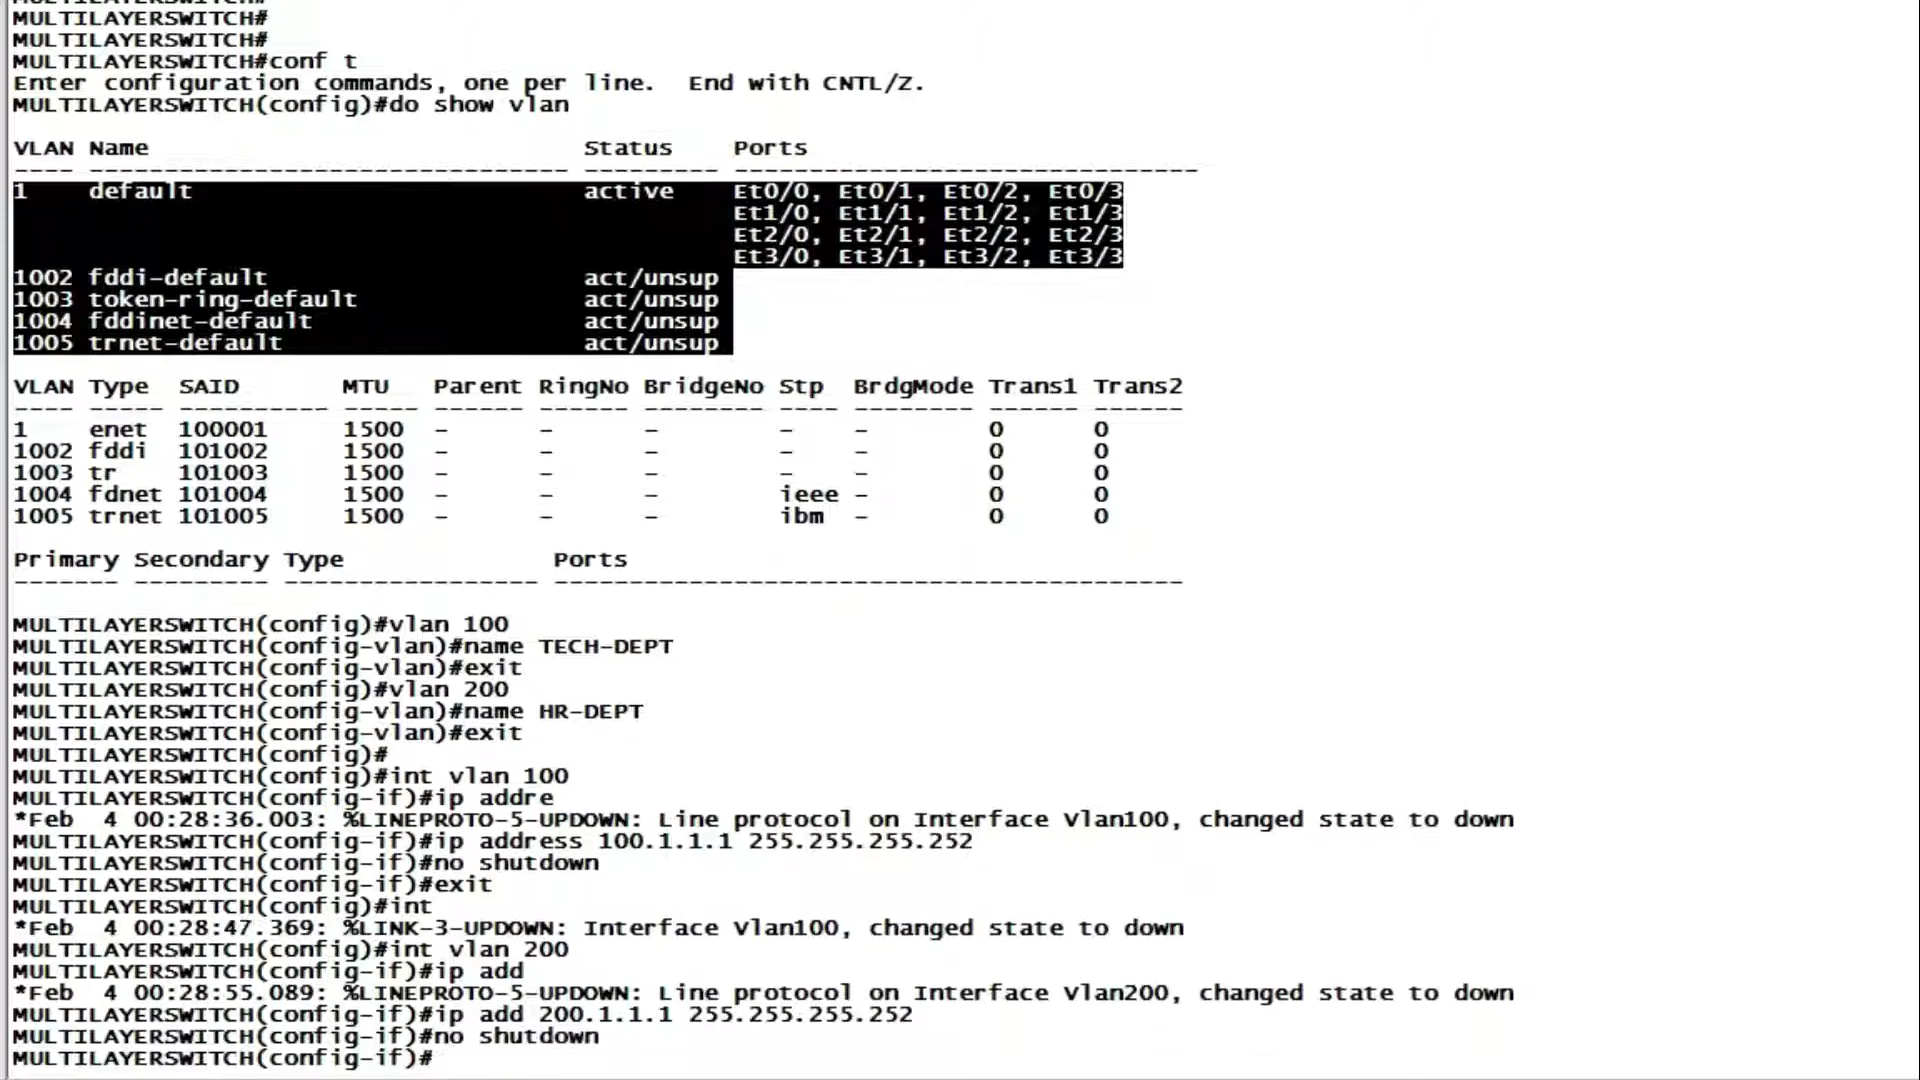 MULTILAYERSWITCH#
MULTILAYERSWITCH#
MULTILAYERSWITCH#
MULTILAYERSWITCH#conf t
Enter configuration commands, one per line.  End with CNTL/Z.
MULTILAYERSWITCH(config)#do show vlan
VLAN Name                             Status    Ports
---- -------------------------------- --------- -------------------------------
1    default                          active    Et0/0, Et0/1, Et0/2, Et0/3
                                                Et1/0, Et1/1, Et1/2, Et1/3
                                                Et2/0, Et2/1, Et2/2, Et2/3
                                                Et3/0, Et3/1, Et3/2, Et3/3
1002 fddi-default                     act/unsup
1003 token-ring-default               act/unsup
1004 fddinet-default                  act/unsup
1005 trnet-default                    act/unsup
VLAN Type  SAID       MTU   Parent RingNo BridgeNo Stp  BrdgMode Trans1 Trans2
---- ----- ---------- ----- ------ ------ -------- ---- -------- ------ ------
1    enet  100001     1500  -      -      -        -    -        0      0
1002 fddi  101002     1500  -      -      -        -    -        0      0
1003 tr    101003     1500  -      -      -        -    -        0      0
1004 fdnet 101004     1500  -      -      -        ieee -        0      0
1005 trnet 101005     1500  -      -      -        ibm  -        0      0
Primary Secondary Type              Ports
------- --------- ----------------- ------------------------------------------
MULTILAYERSWITCH(config)#vlan 100
MULTILAYERSWITCH(config-vlan)#name TECH-DEPT
MULTILAYERSWITCH(config-vlan)#exit
MULTILAYERSWITCH(config)#vlan 200
MULTILAYERSWITCH(config-vlan)#name HR-DEPT
MULTILAYERSWITCH(config-vlan)#exit
MULTILAYERSWITCH(config)#
MULTILAYERSWITCH(config)#int vlan 100
MULTILAYERSWITCH(config-if)#ip addre
*Feb  4 00:28:36.003: %LINEPROTO-5-UPDOWN: Line protocol on Interface Vlan100, changed state to down
MULTILAYERSWITCH(config-if)#ip address 100.1.1.1 255.255.255.252
MULTILAYERSWITCH(config-if)#no shutdown
MULTILAYERSWITCH(config-if)#exit
MULTILAYERSWITCH(config)#int
*Feb  4 00:28:47.369: %LINK-3-UPDOWN: Interface Vlan100, changed state to down
MULTILAYERSWITCH(config)#int vlan 200
MULTILAYERSWITCH(config-if)#ip add
*Feb  4 00:28:55.089: %LINEPROTO-5-UPDOWN: Line protocol on Interface Vlan200, changed state to down
MULTILAYERSWITCH(config-if)#ip add 200.1.1.1 255.255.255.252
MULTILAYERSWITCH(config-if)#no shutdown
MULTILAYERSWITCH(config-if)#